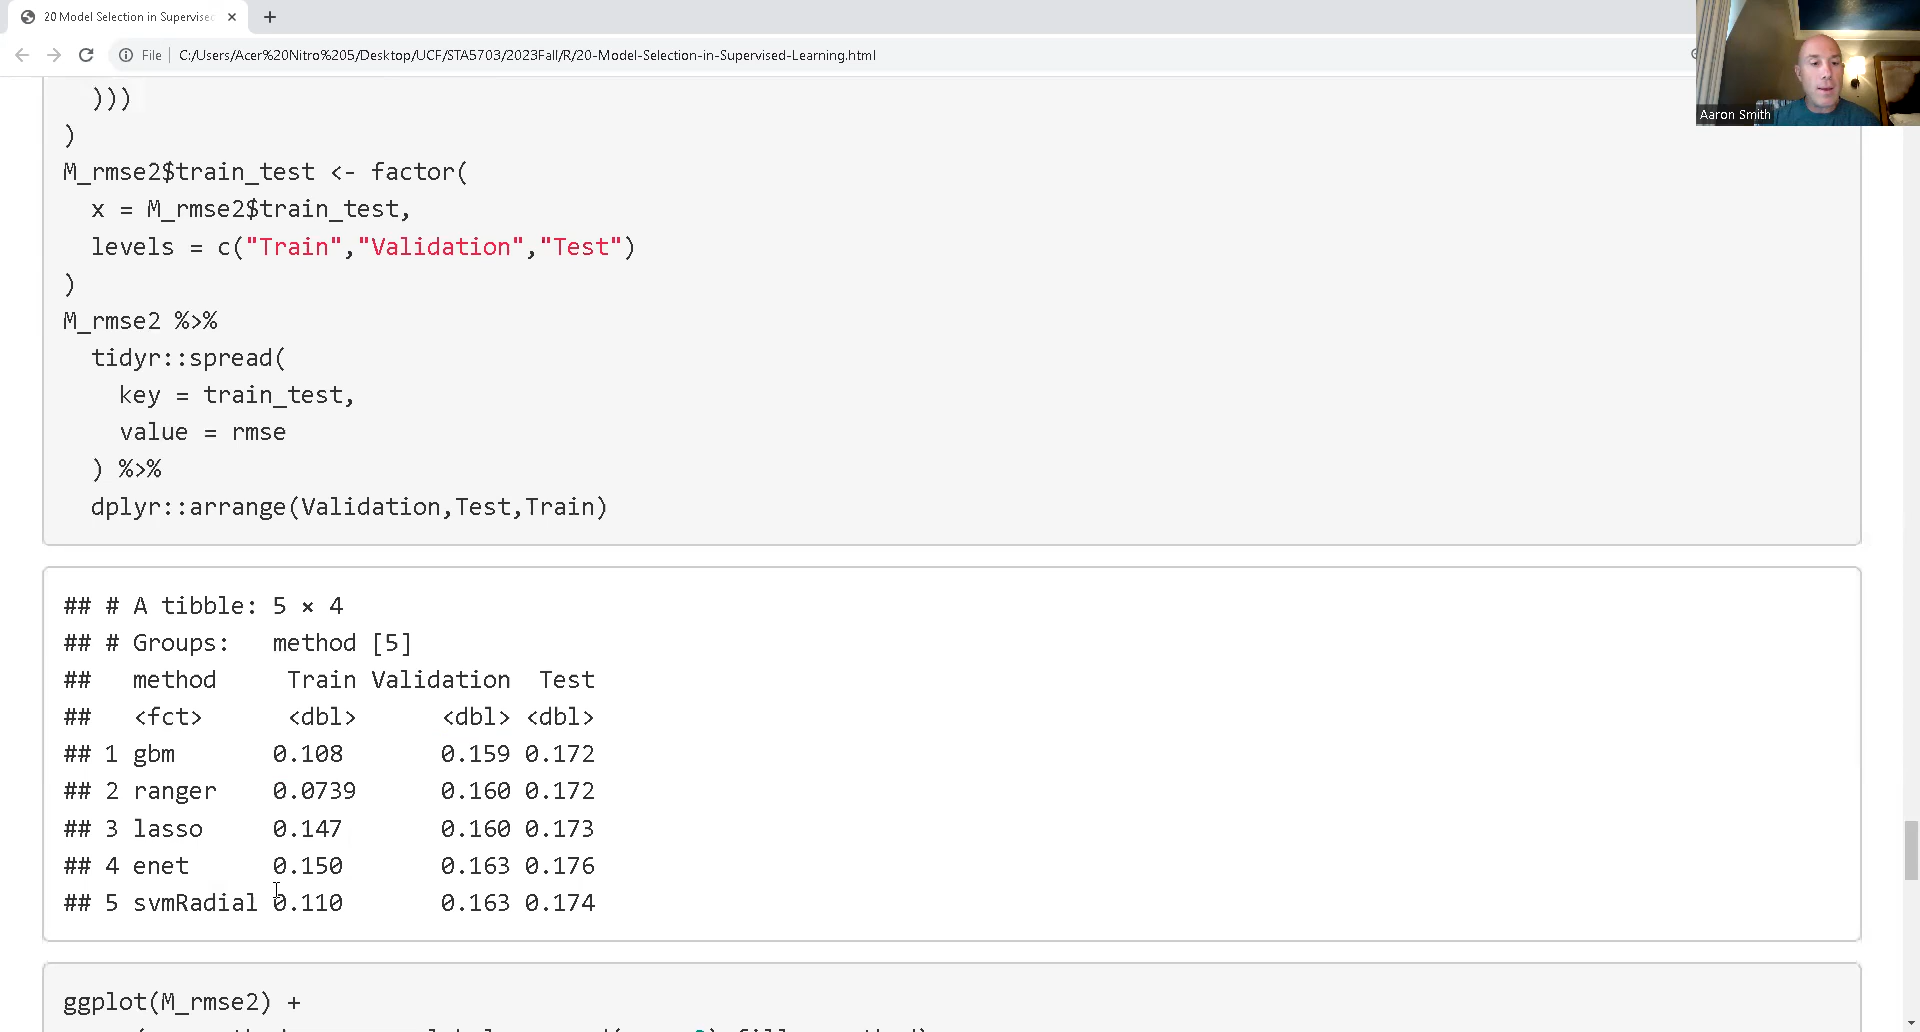 20 Model Selection in Supervised
File
C:/Users/Acer%20Nitro%205/Desktop/UCF/STA5703/2023Fall/R/20-Model-Selection-in-Supervised-Learning.html
Aaron Smith
)))
)
M_rmse2$train_test <- factor(
x = M_rmse2$train_test,
levels = c("Train","Validation","Test")
)
M_rmse2 %>%
tidyr::spread(
key = train_test,
value = rmse
) %>%
dplyr::arrange(Validation,Test,Train)
## # A tibble: 5 × 4
## # Groups:   method [5]
##   method     Train Validation  Test
##   <fct>      <dbl>      <dbl> <dbl>
## 1 gbm       0.108       0.159 0.172
## 2 ranger    0.0739      0.160 0.172
## 3 lasso     0.147       0.160 0.173
## 4 enet      0.150       0.163 0.176
## 5 svmRadial 0.110       0.163 0.174
ggplot(M_rmse2) +